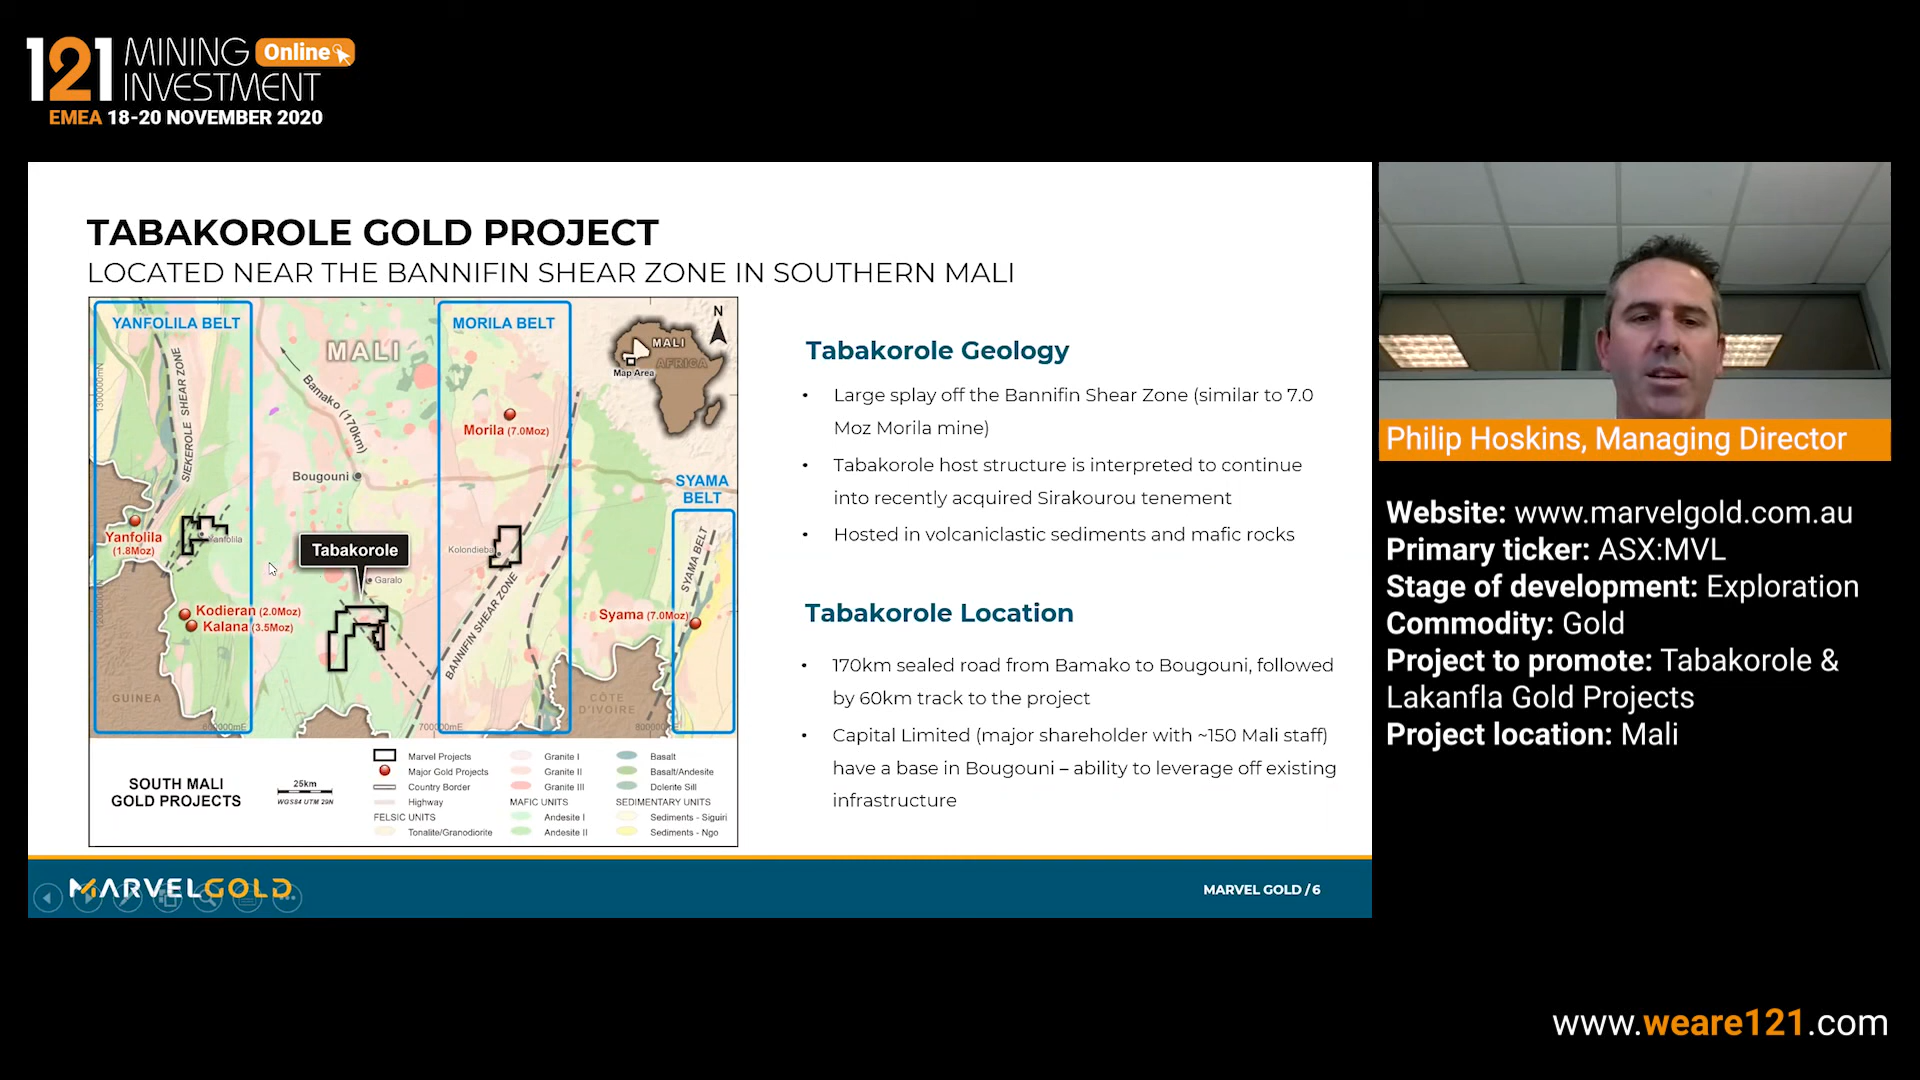 121 MINING INVESTMENT Online
EMEA 18-20 NOVEMBER 2020
TABAKOROLE GOLD PROJECT
LOCATED NEAR THE BANNIFIN SHEAR ZONE IN SOUTHERN MALI
YANFOLILA BELT
MORILA BELT
N
MALI
MALI
AFRICA
Map Area
SIEKEROLE SHEAR ZONE
Bamako (170km)
1300000mN
Morila (7.0Moz)
Bougouni
SYAMA
BELT
Yanfolila
(1.8Moz)
Yanfolila
Tabakorole
Kolondieba
Garalo
SYAMA BELT
BANNIFIN SHEAR ZONE
Kodieran (2.0Moz)
Kalana (3.5Moz)
Syama (7.0Moz)
GUINEA
CÔTE
D'IVOIRE
600000mE
700000mE
800000mE
SOUTH MALI
GOLD PROJECTS
25km
WGS84 UTM 29N
Marvel Projects
Major Gold Projects
Country Border
Highway
FELSIC UNITS
Tonalite/Granodiorite
Granite I
Granite II
Granite III
MAFIC UNITS
Andesite I
Andesite II
Basalt
Basalt/Andesite
Dolerite Sill
SEDIMENTARY UNITS
Sediments - Siguiri
Sediments - Ngo
Tabakorole Geology
• Large splay off the Bannifin Shear Zone (similar to 7.0
Moz Morila mine)
• Tabakorole host structure is interpreted to continue
into recently acquired Sirakourou tenement
• Hosted in volcaniclastic sediments and mafic rocks
Tabakorole Location
• 170km sealed road from Bamako to Bougouni, followed
by 60km track to the project
• Capital Limited (major shareholder with ~150 Mali staff)
have a base in Bougouni – ability to leverage off existing
infrastructure
MARVELGOLD
MARVEL GOLD / 6
Philip Hoskins, Managing Director
Website: www.marvelgold.com.au
Primary ticker: ASX:MVL
Stage of development: Exploration
Commodity: Gold
Project to promote: Tabakorole &
Lakanfla Gold Projects
Project location: Mali
www.weare121.com